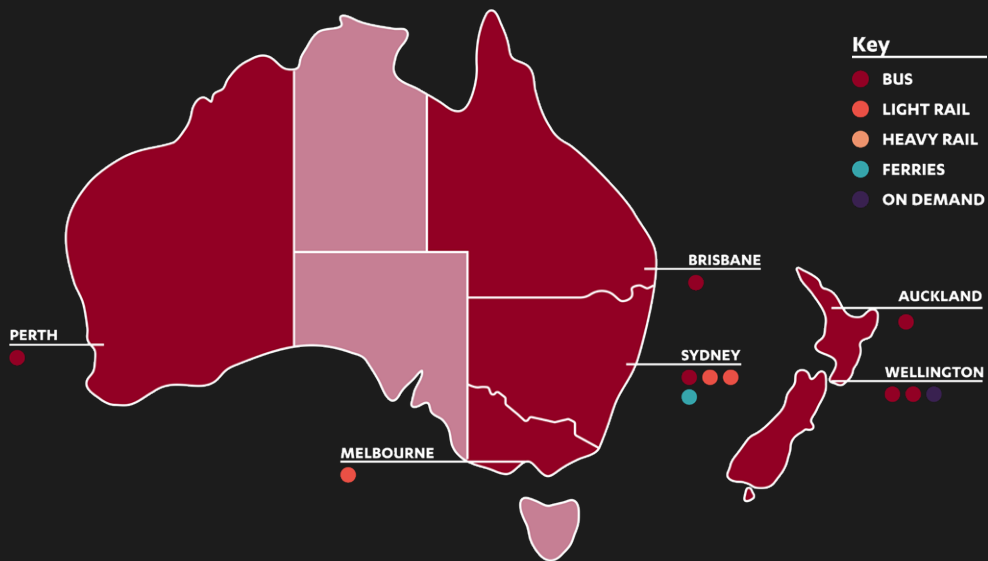 Key
BUS
LIGHT RAIL
HEAVY RAIL
FERRIES
ON DEMAND
BRISBANE
AUCKLAND
PERTH
SYDNEY
WELLINGTON
MELBOURNE